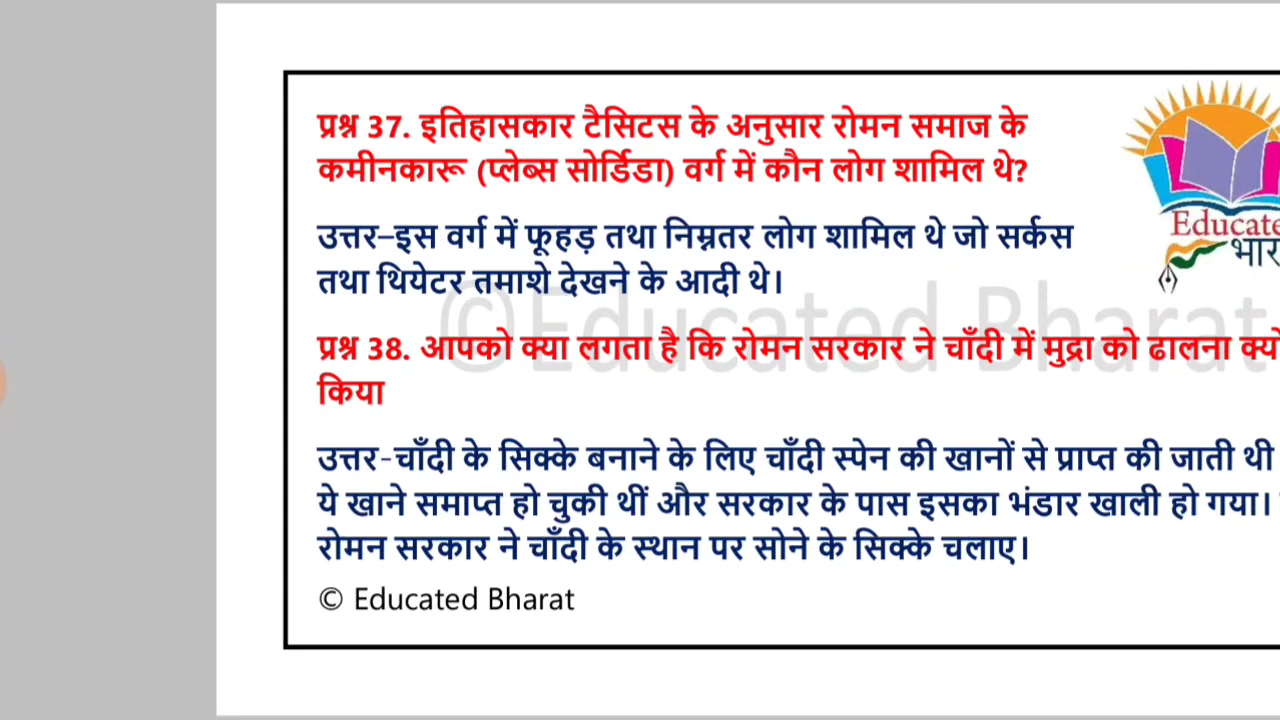 प्रश्न 37. इतिहासकार टैसिटस के अनुसार रोमन समाज के
कमीनकारू (प्लेब्स सोर्डिडा) वर्ग में कौन लोग शामिल थे?
उत्तर–इस वर्ग में फूहड़ तथा निम्नतर लोग शामिल थे जो सर्कस
तथा थियेटर तमाशे देखने के आदी थे।
©Educated Bharat
प्रश्न 38. आपको क्या लगता है कि रोमन सरकार ने चाँदी में मुद्रा को ढालना
किया
उत्तर-चाँदी के सिक्के बनाने के लिए चाँदी स्पेन की खानों से प्राप्त की जाती थी
ये खाने समाप्त हो चुकी थीं और सरकार के पास इसका भंडार खाली हो गया।
रोमन सरकार ने चाँदी के स्थान पर सोने के सिक्के चलाए।
© Educated Bharat